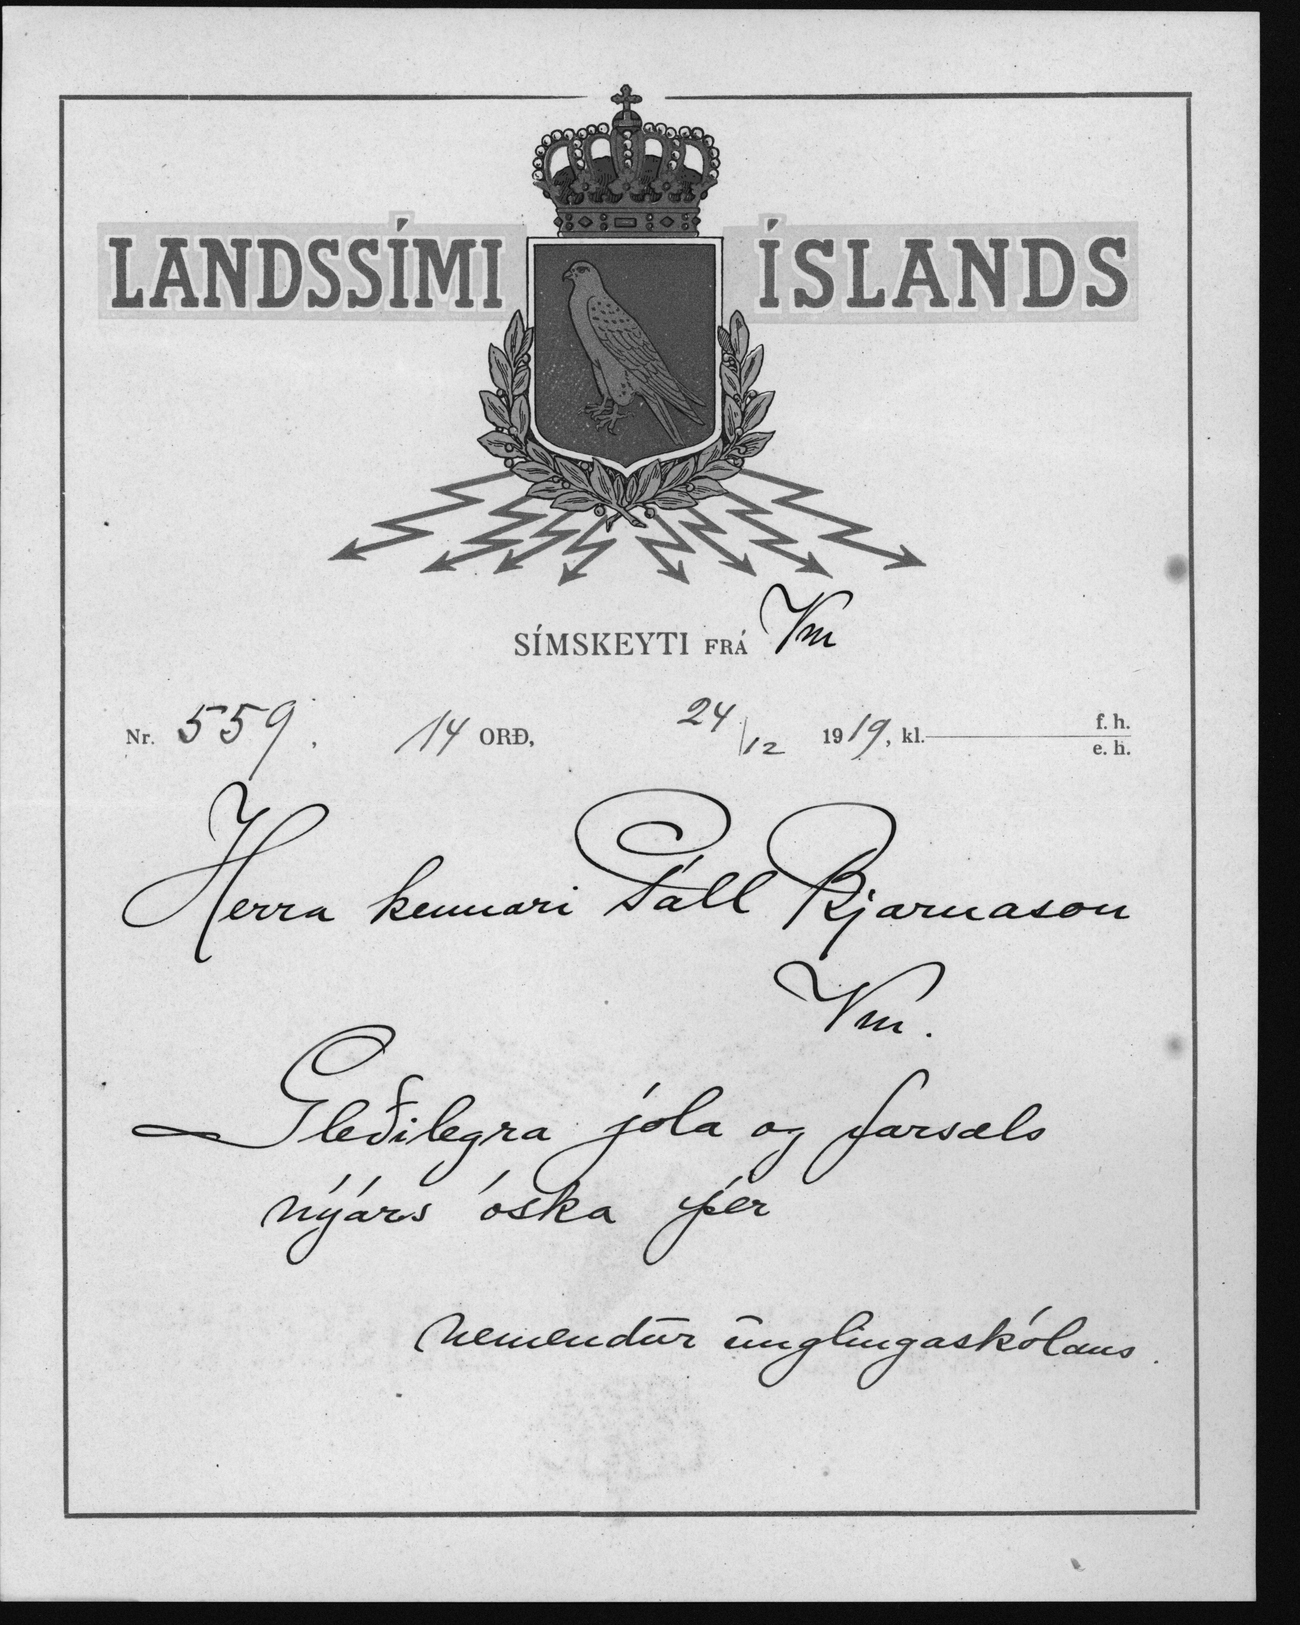 LANDSSÍMI ÍSLANDS
SÍMSKEYTI FRÁ Vm
Nr. 559, 14 ORÐ, 24/12 1919, kl. f. h.
e. h.
Herra kennari Páll Bjarnason
Vm.
Gleðilegra jóla og farsæls
nýárs óska þér
nemendur unglingaskólans.